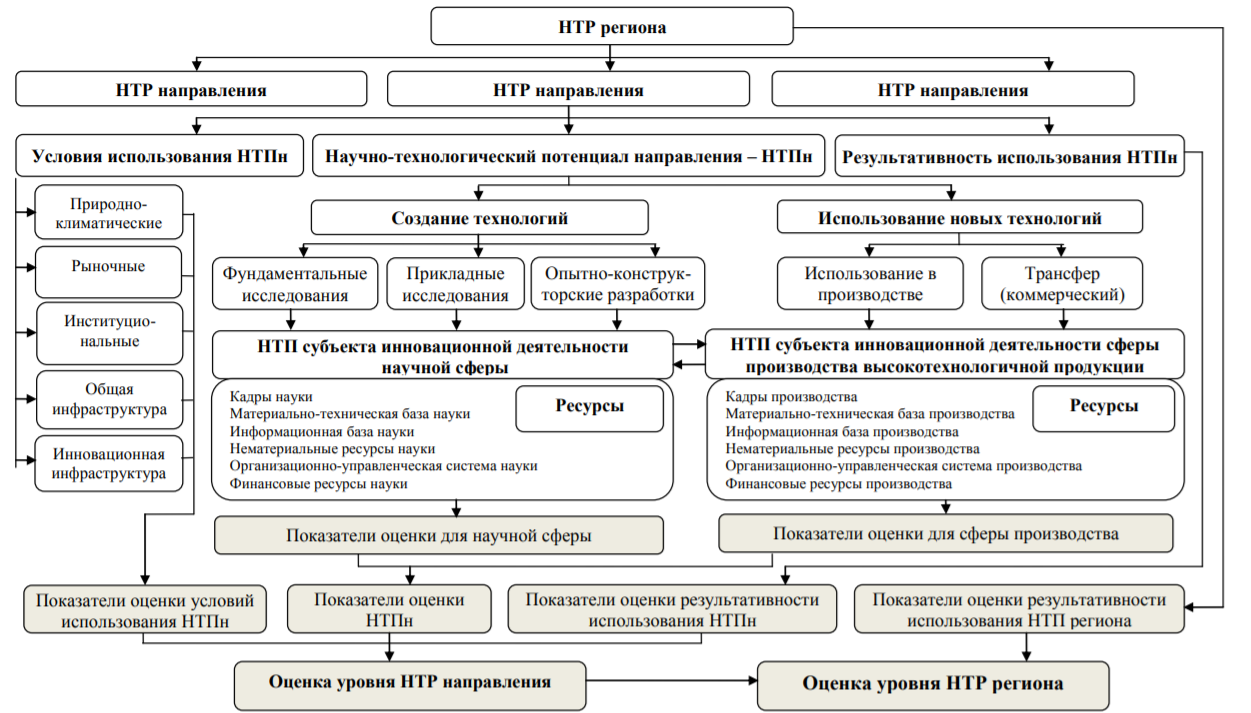 НТР региона
НТР направления
НТР направления
НТР направления
Условия использования НТПн
Научно-технологический потенциал направления – НТПн
Результативность использования НТПн
Природно-
климатические
Рыночные
Институцио-
нальные
Общая
инфраструктура
Инновационная
инфраструктура
Создание технологий
Использование новых технологий
Фундаментальные
исследования
Прикладные
исследования
Опытно-конструк-
торские разработки
Использование в
производстве
Трансфер
(коммерческий)
НТП субъекта инновационной деятельности
научной сферы
НТП субъекта инновационной деятельности сферы
производства высокотехнологичной продукции
Ресурсы
Кадры науки
Материально-техническая база науки
Информационная база науки
Нематериальные ресурсы науки
Организационно-управленческая система науки
Финансовые ресурсы науки
Ресурсы
Кадры производства
Материально-техническая база производства
Информационная база производства
Нематериальные ресурсы производства
Организационно-управленческая система производства
Финансовые ресурсы производства
Показатели оценки для научной сферы
Показатели оценки для сферы производства
Показатели оценки условий
использования НТПн
Показатели оценки
НТПн
Показатели оценки результативности
использования НТПн
Показатели оценки результативности
использования НТП региона
Оценка уровня НТР направления
Оценка уровня НТР региона